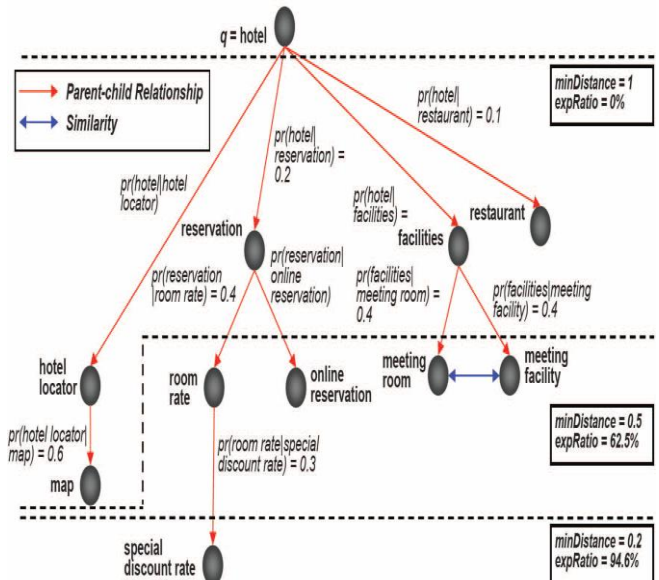 q = hotel
Parent-child Relationship
Similarity
minDistance = 1
expRatio = 0%
pr(hotel|
restaurant) = 0.1
pr(hotel|
reservation) =
0.2
pr(hotel|hotel
locator)
pr(hotel|
facilities) =
restaurant
reservation
facilities
pr(reservation
|room rate) = 0.4
pr(reservation|
online
reservation)
pr(facilities|
meeting room) =
0.4
pr(facilities|meeting
facility) = 0.4
hotel
locator
room
rate
online
reservation
meeting
room
meeting
facility
minDistance = 0.5
expRatio = 62.5%
pr(hotel locator|
map) = 0.6
pr(room rate|special
discount rate) = 0.3
map
special
discount rate
minDistance = 0.2
expRatio = 94.6%